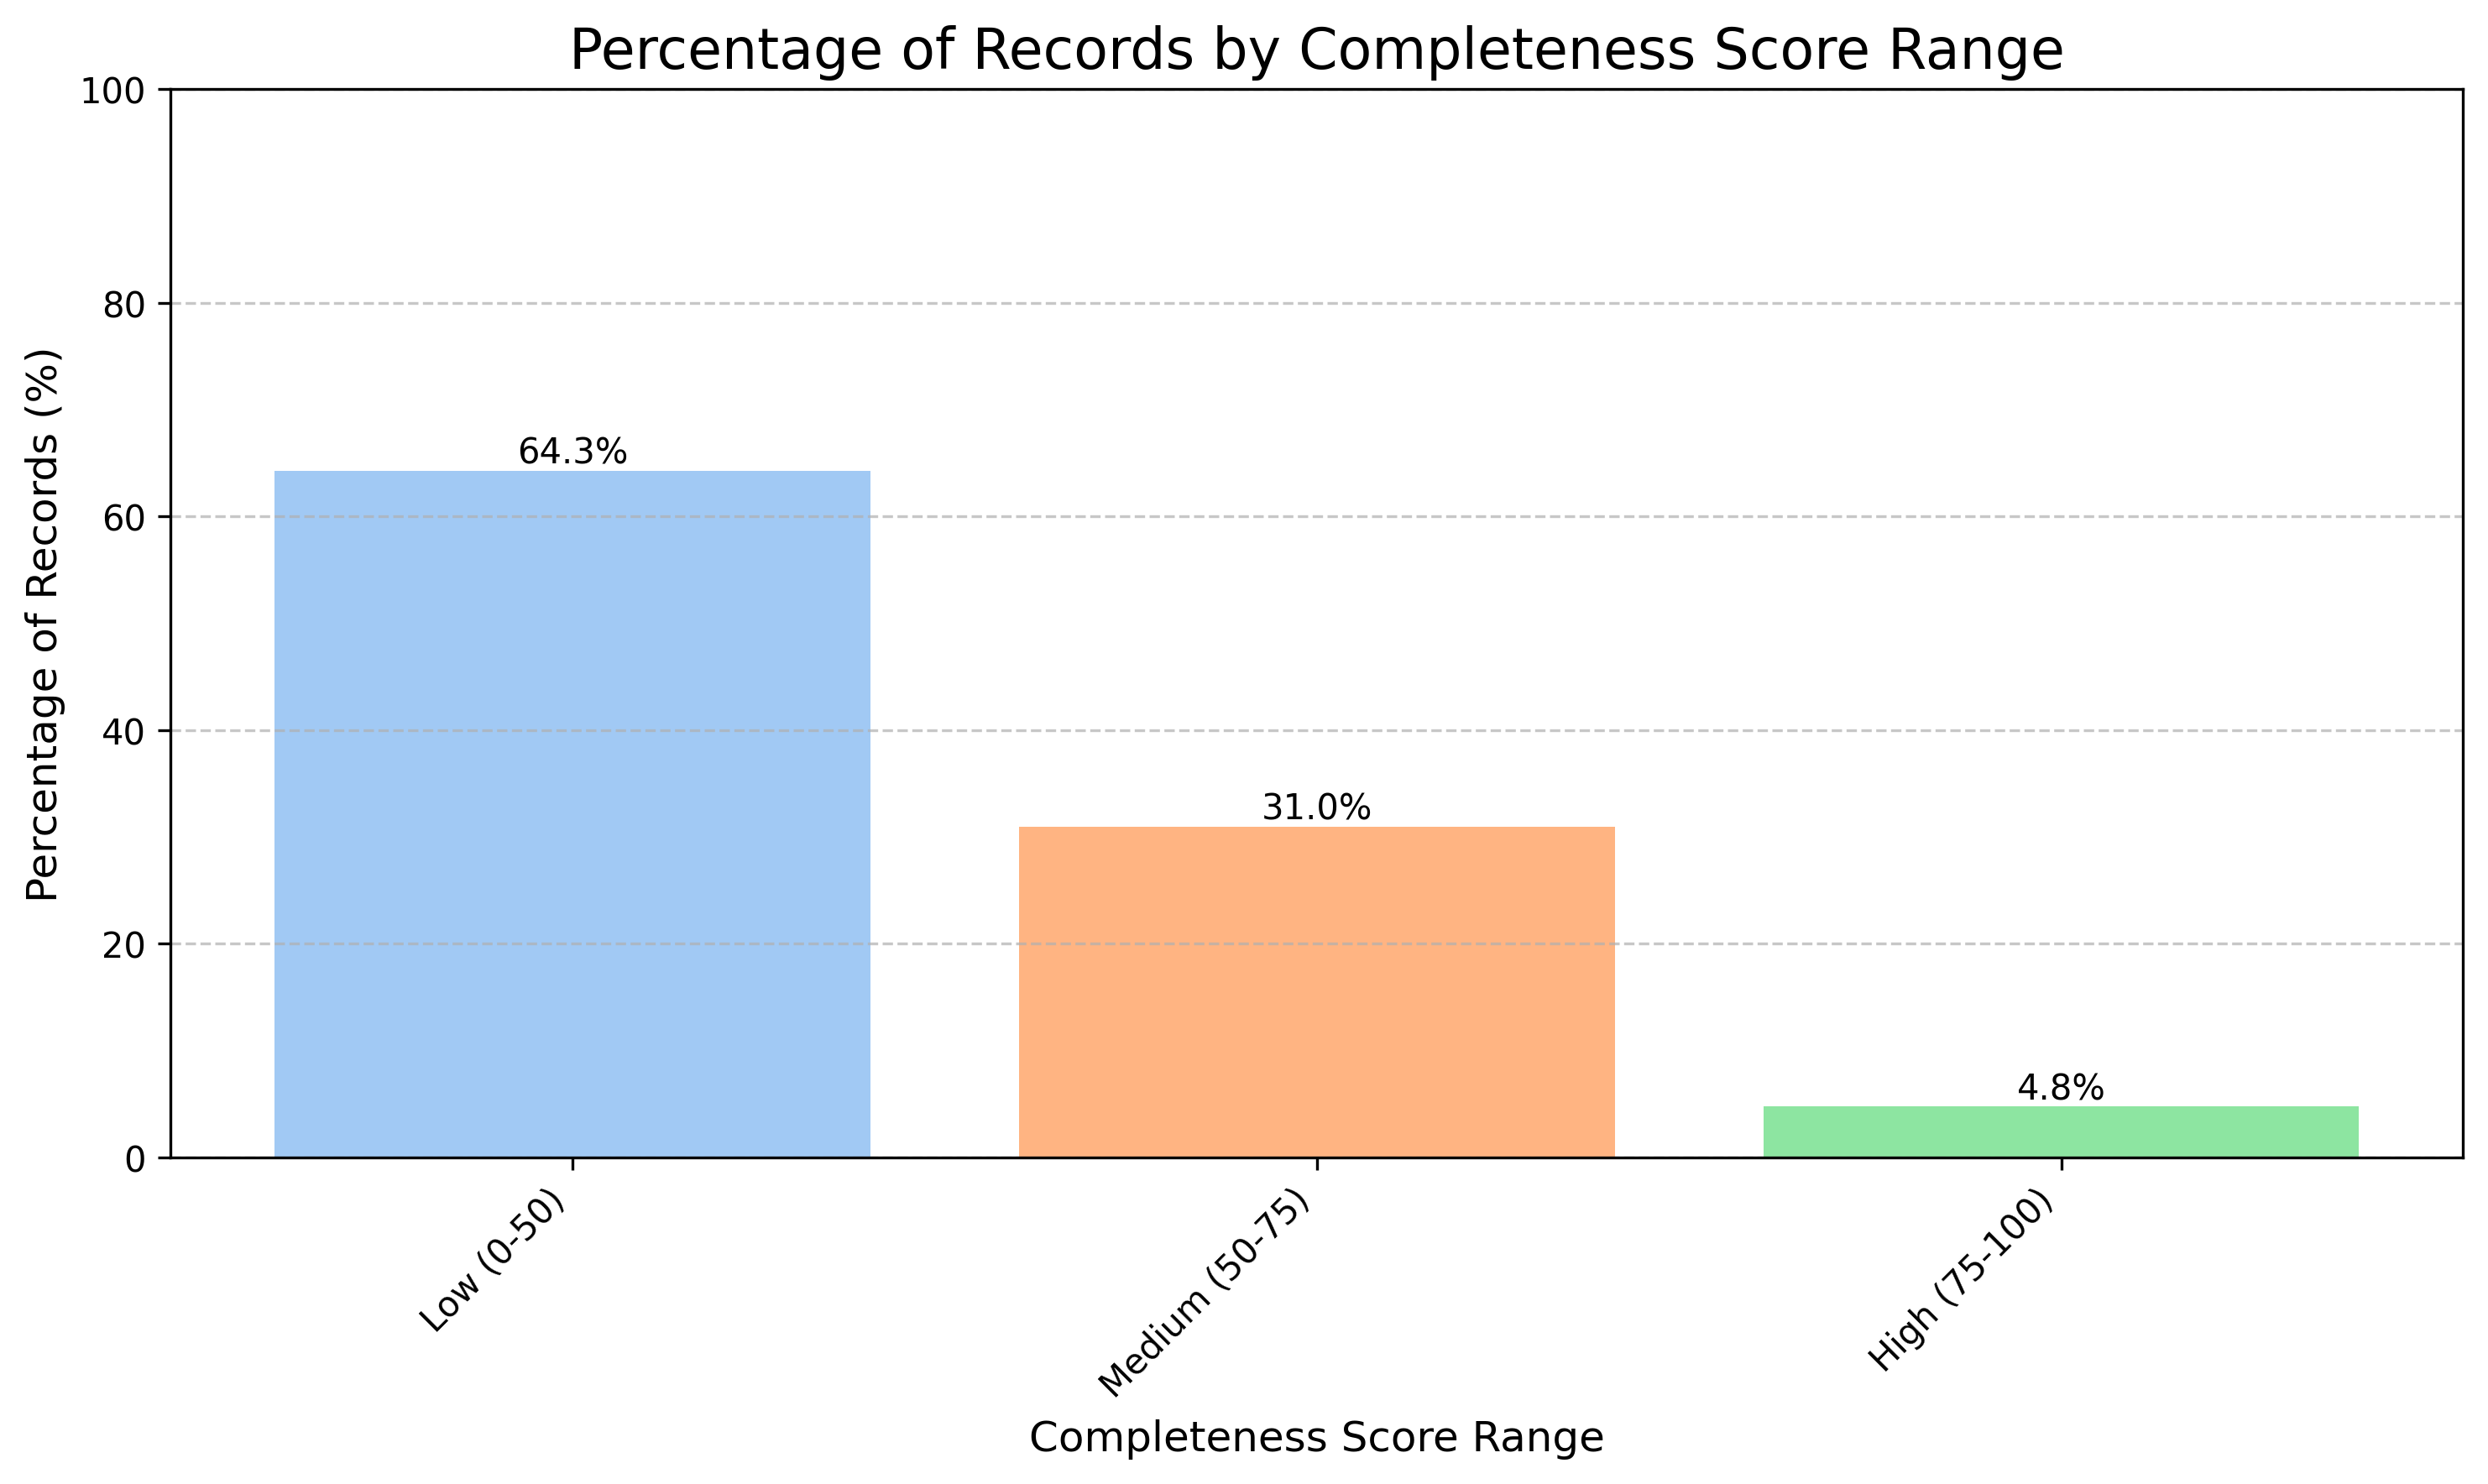 Percentage of Records by Completeness Score Range
Percentage of Records (%)
100
80
60
40
20
0
64.3%
31.0%
4.8%
Low (0-50)
Medium (50-75)
High (75-100)
Completeness Score Range